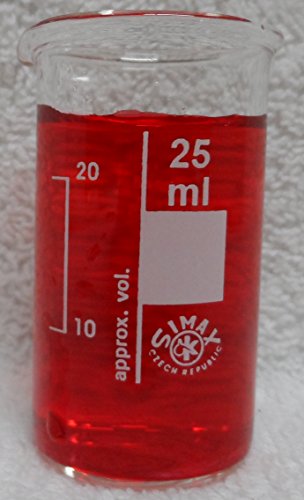 25
ml
20
10
approx. vol.
SIMAX
CZECH REPUBLIC